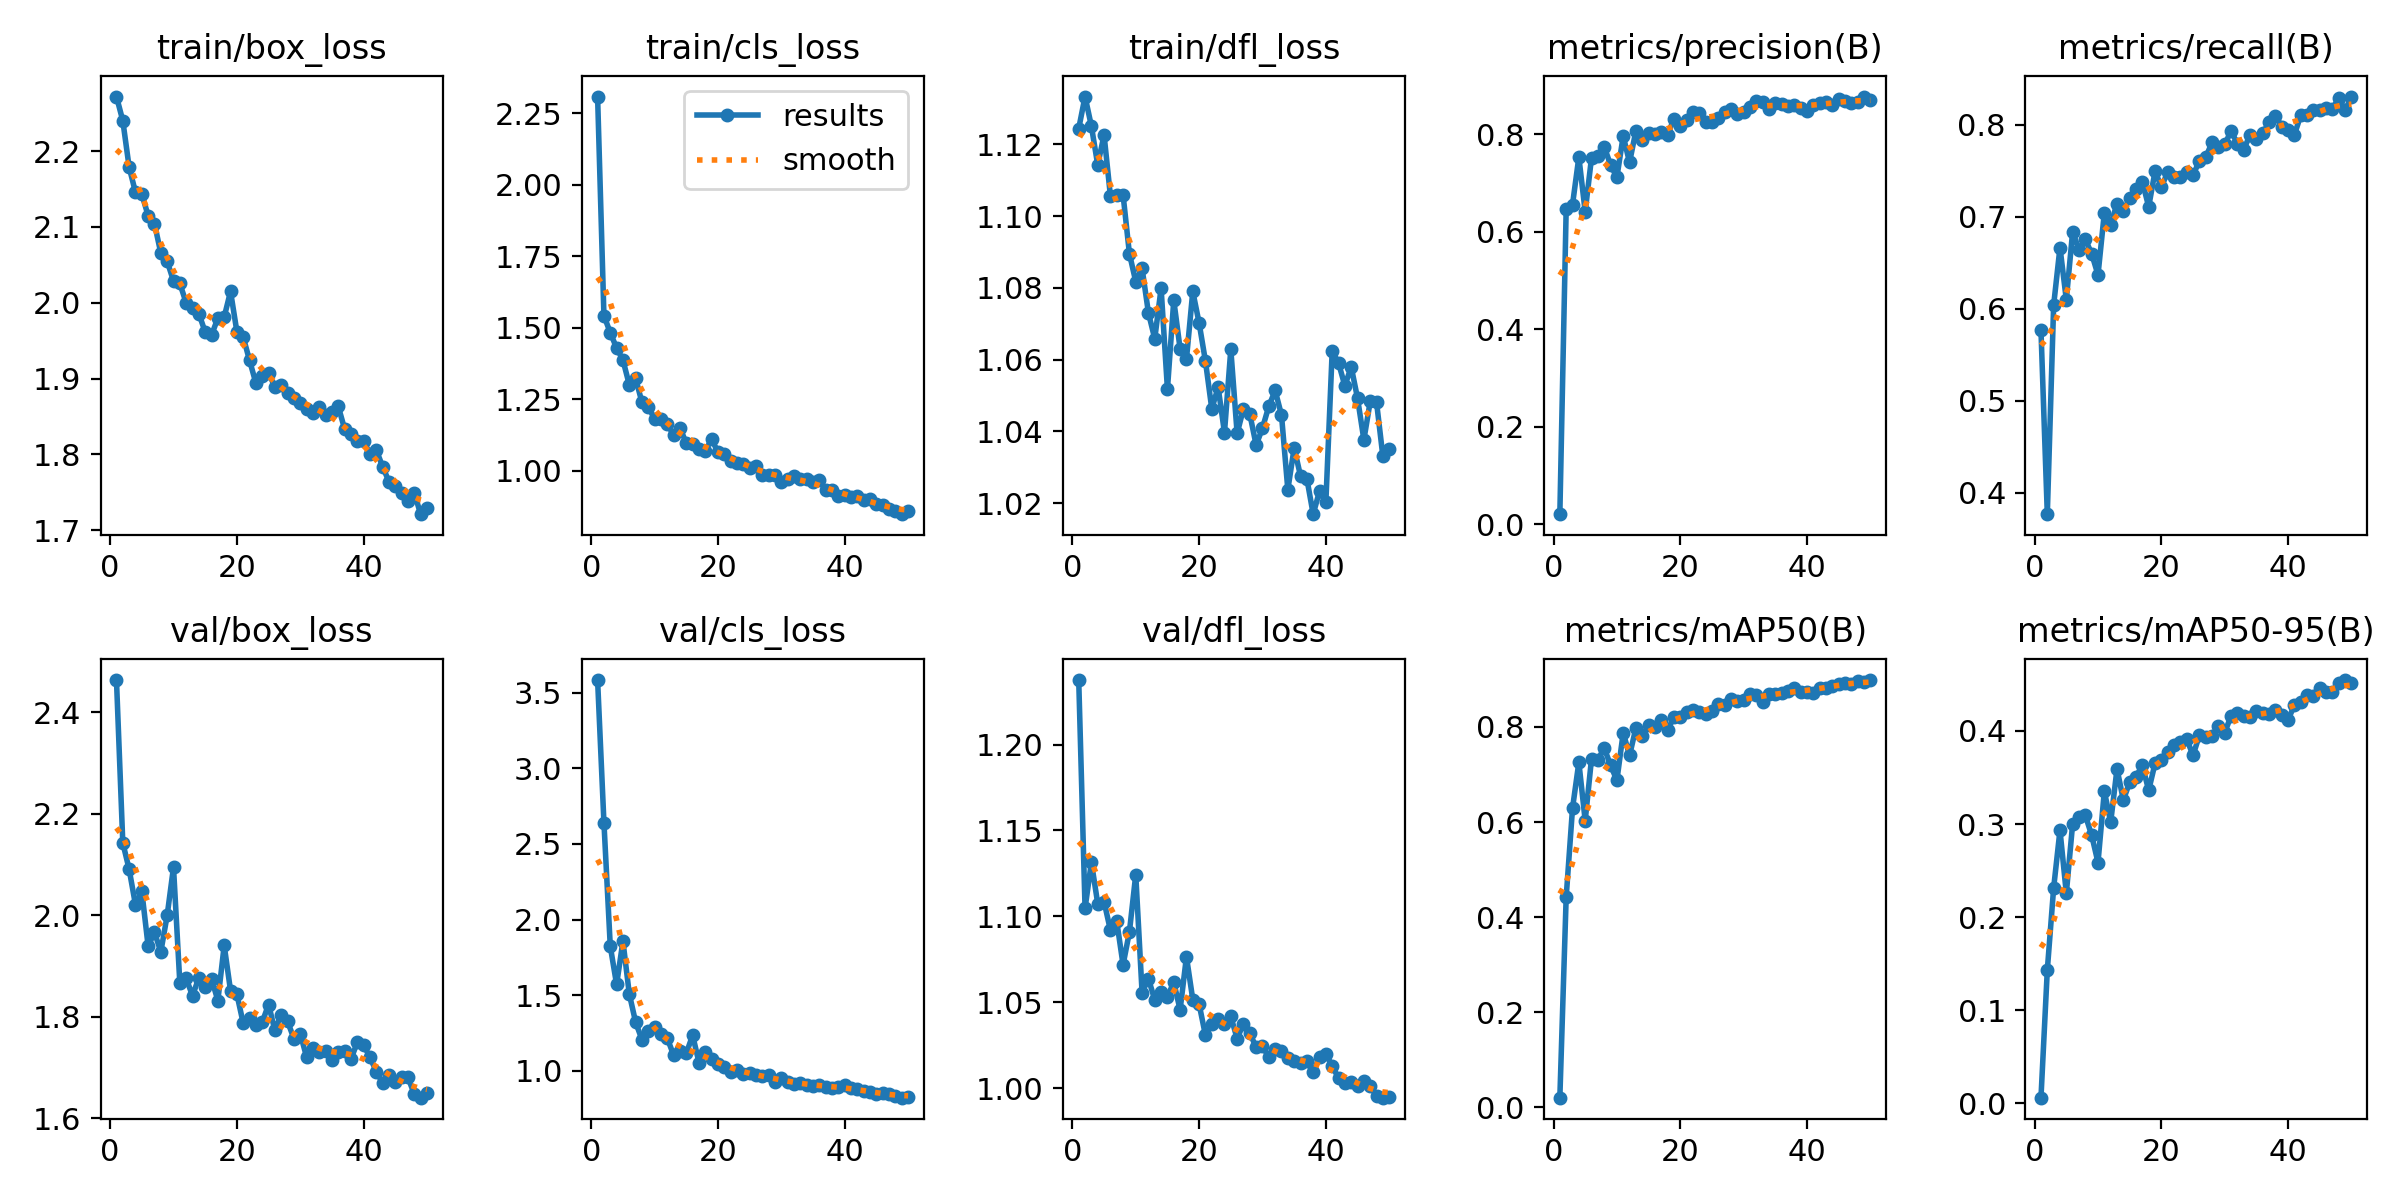 train/box_loss
train/cls_loss
train/dfl_loss
metrics/precision(B)
metrics/recall(B)
2.2
2.1
2.0
1.9
1.8
1.7
0 20 40
results
smooth
2.25
2.00
1.75
1.50
1.25
1.00
0 20 40
1.12
1.10
1.08
1.06
1.04
1.02
0 20 40
0.8
0.6
0.4
0.2
0.0
0 20 40
0.8
0.7
0.6
0.5
0.4
0 20 40
val/box_loss
val/cls_loss
val/dfl_loss
metrics/mAP50(B)
metrics/mAP50-95(B)
2.4
2.2
2.0
1.8
1.6
0 20 40
3.5
3.0
2.5
2.0
1.5
1.0
0 20 40
1.20
1.15
1.10
1.05
1.00
0 20 40
0.8
0.6
0.4
0.2
0.0
0 20 40
0.4
0.3
0.2
0.1
0.0
0 20 40